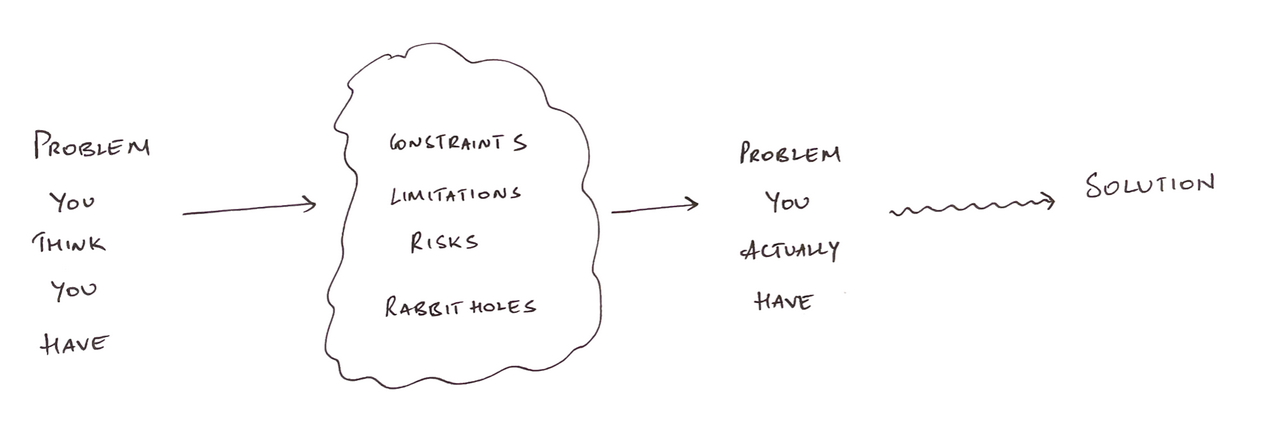 PROBLEM
YOU
THINK
YOU
HAVE
CONSTRAINTS
LIMITATIONS
RISKS
RABBIT HOLES
PROBLEM
YOU
ACTUALLY
HAVE
SOLUTION